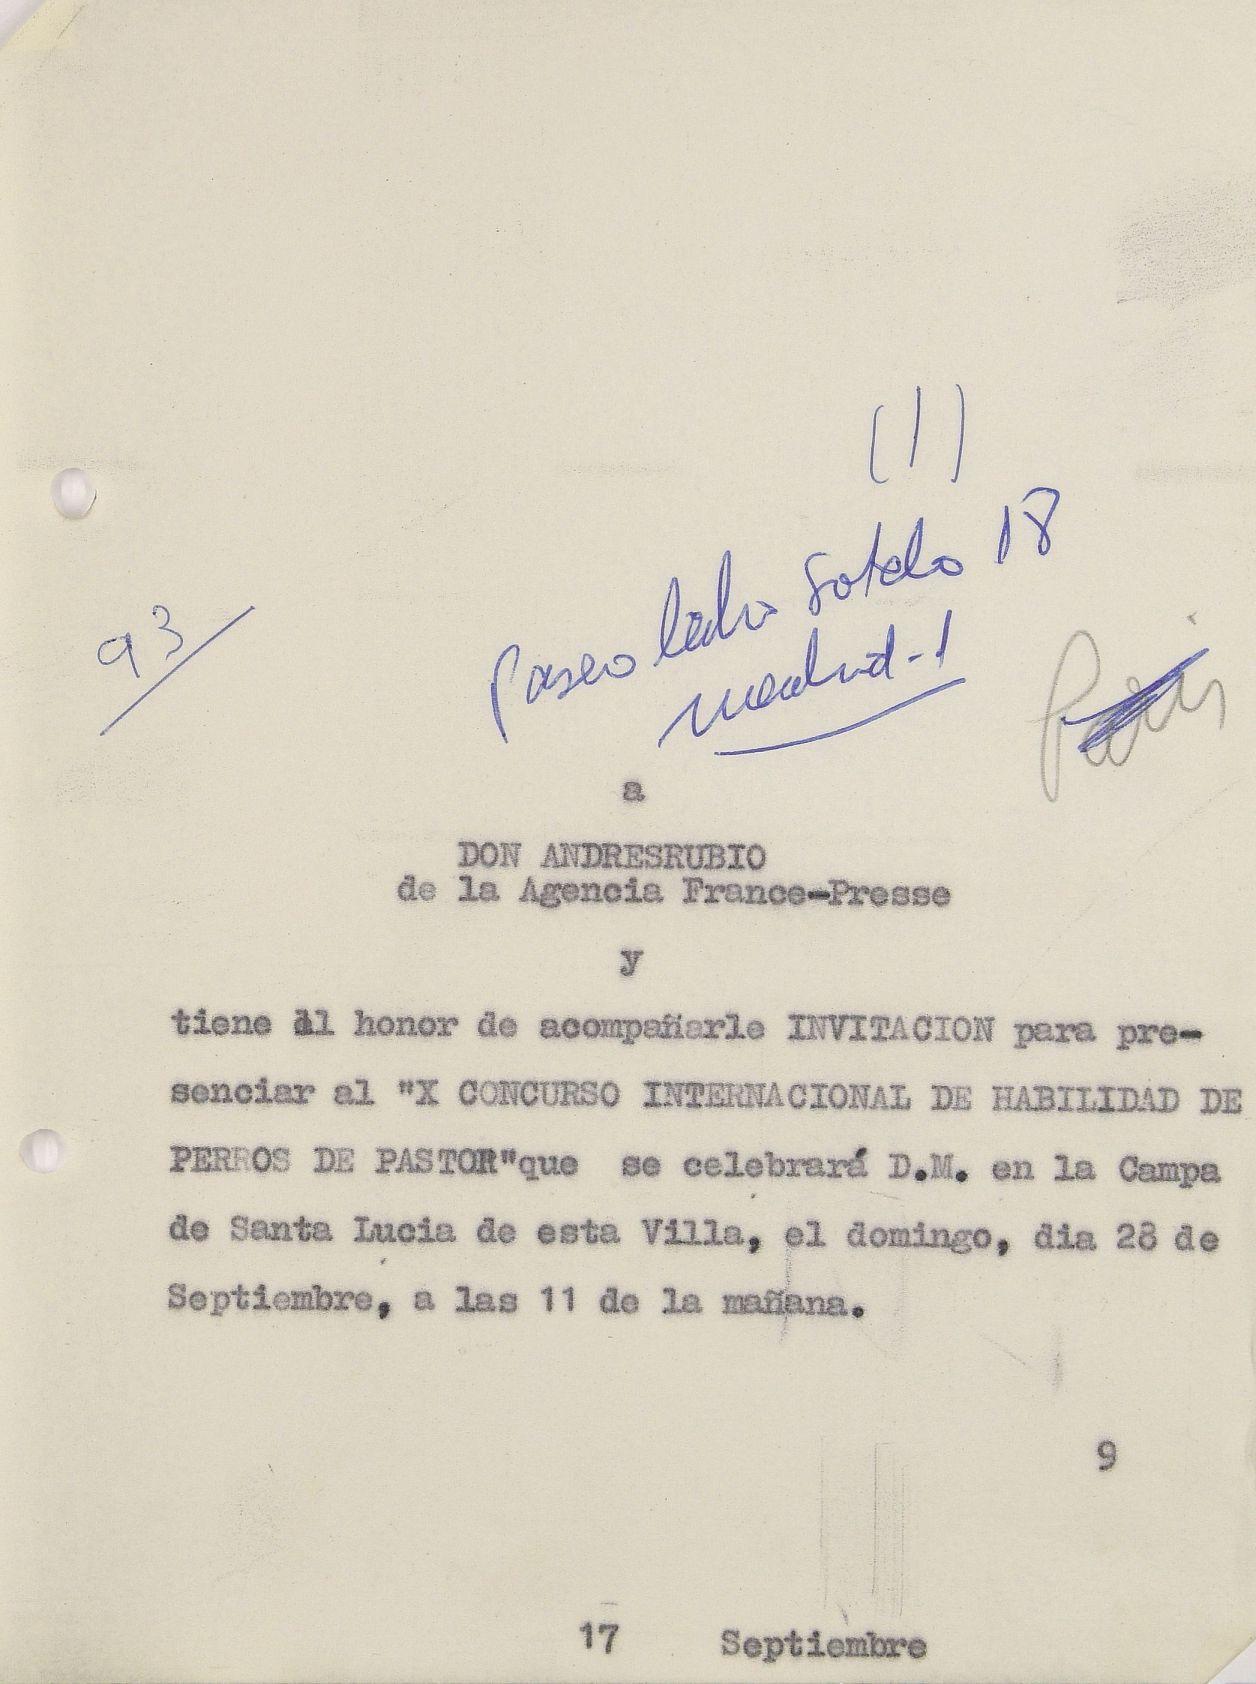 (1)
Paseo Calvo Sotelo 18
Madrid-1
93
Paris
a
DON ANDRESRUBIO
de la Agencia France-Presse
y
tiene al honor de acompañarle INVITACION para pre-
senciar al "X CONCURSO INTERNACIONAL DE HABILIDAD DE
PERROS DE PASTOR"que se celebrará D.M. en la Campa
de Santa Lucia de esta Villa, el domingo, dia 28 de
Septiembre, a las 11 de la mañana.
9
17 Septiembre